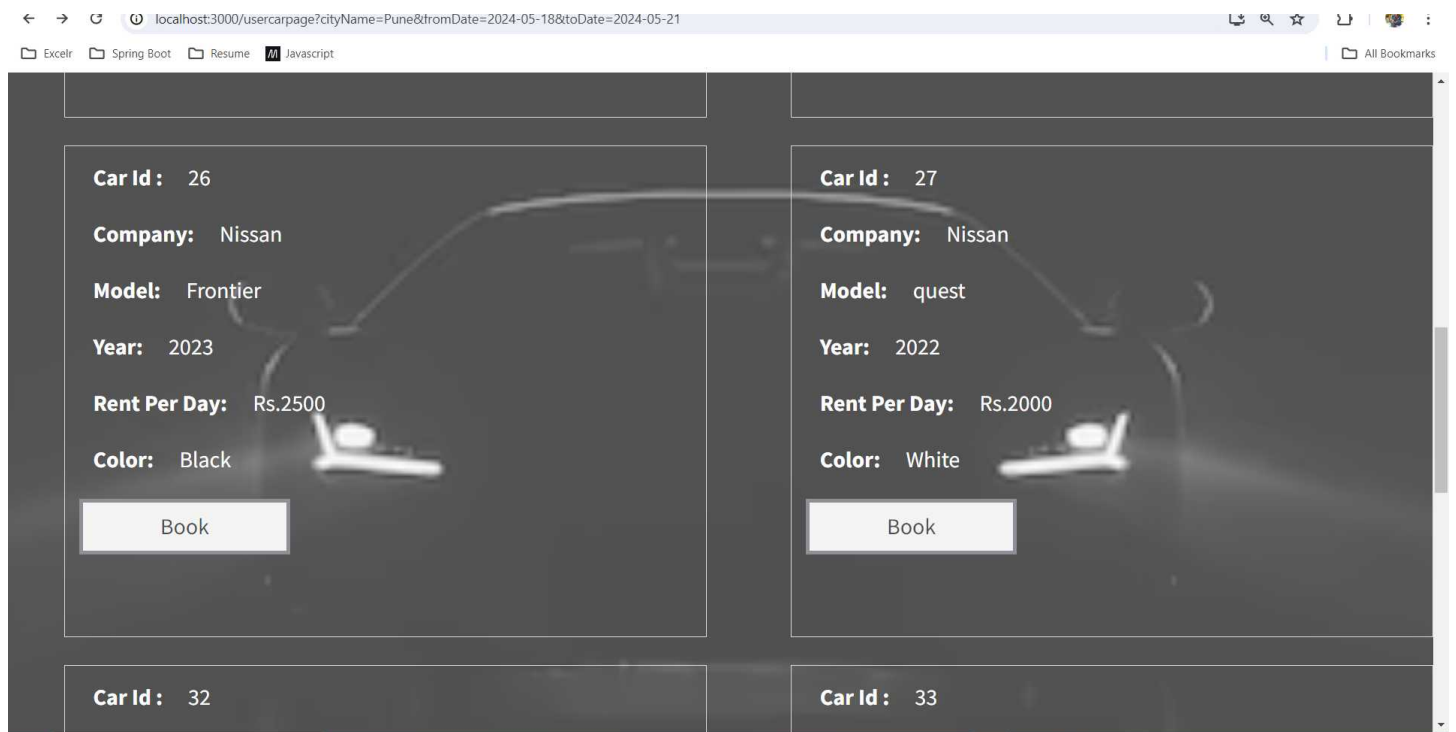 localhost:3000/usercarpage?cityName=Pune&fromDate=2024-05-18&toDate=2024-05-21
Excelr Spring Boot Resume M Javascript All Bookmarks
Car Id : 26
Company: Nissan
Model: Frontier
Year: 2023
Rent Per Day: Rs.2500
Color: Black
Book
Car Id : 27
Company: Nissan
Model: quest
Year: 2022
Rent Per Day: Rs.2000
Color: White
Book
Car Id : 32
Car Id : 33